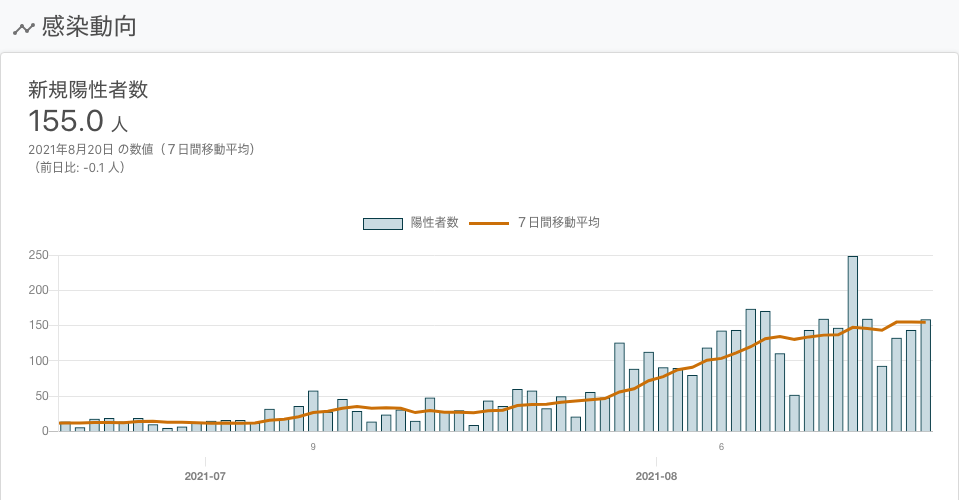 感染動向
新規陽性者数
155.0 人
2021年8月20日 の数値（７日間移動平均）
（前日比: -0.1 人）
陽性者数 ７日間移動平均
250
200
150
100
50
0
9 6
2021-07 2021-08